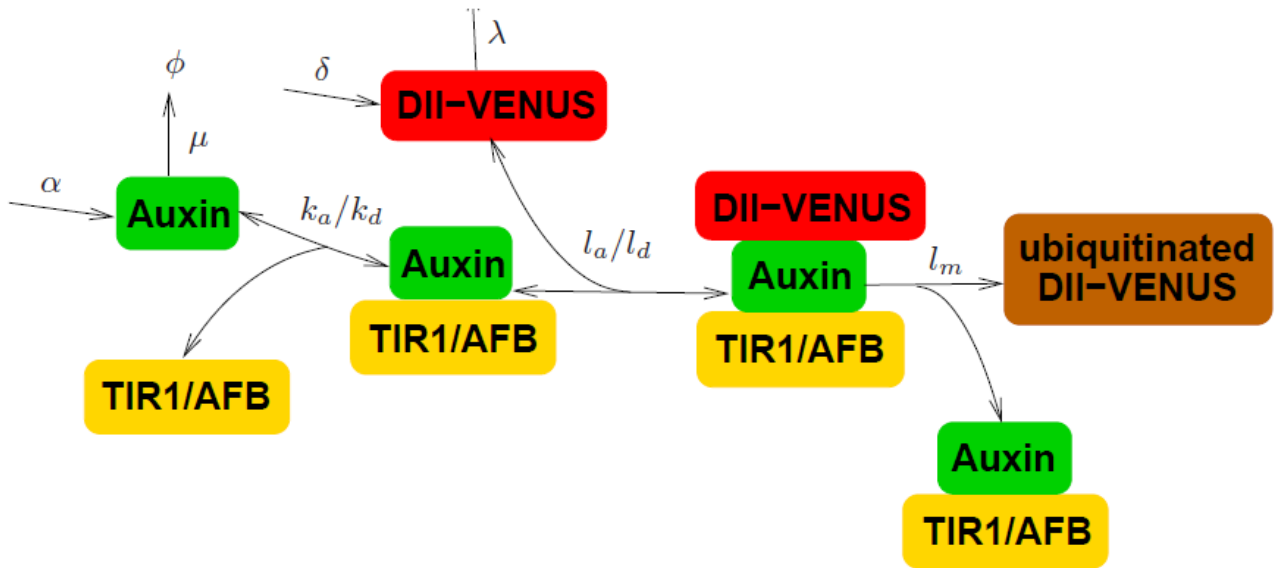 λ
ϕ
δ
DII−VENUS
μ
α
Auxin
k_a/k_d
DII−VENUS
l_a/l_d
Auxin
Auxin
l_m
ubiquitinated
DII−VENUS
TIR1/AFB
TIR1/AFB
TIR1/AFB
Auxin
TIR1/AFB